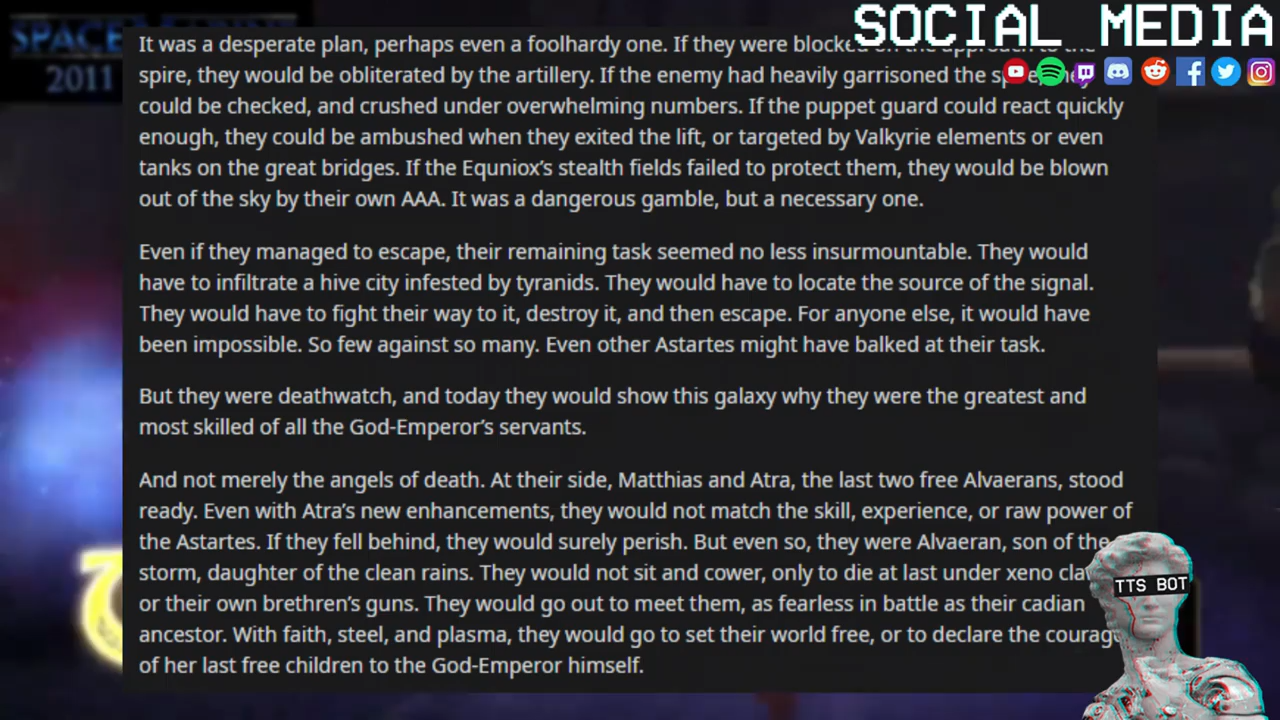 SOCIAL MEDIA
SPACE
2011
It was a desperate plan, perhaps even a foolhardy one. If they were blocked on the approach to the
spire, they would be obliterated by the artillery. If the enemy had heavily garrisoned the spire, they
could be checked, and crushed under overwhelming numbers. If the puppet guard could react quickly
enough, they could be ambushed when they exited the lift, or targeted by Valkyrie elements or even
tanks on the great bridges. If the Equniox's stealth fields failed to protect them, they would be blown
out of the sky by their own AAA. It was a dangerous gamble, but a necessary one.
Even if they managed to escape, their remaining task seemed no less insurmountable. They would
have to infiltrate a hive city infested by tyranids. They would have to locate the source of the signal.
They would have to fight their way to it, destroy it, and then escape. For anyone else, it would have
been impossible. So few against so many. Even other Astartes might have balked at their task.
But they were deathwatch, and today they would show this galaxy why they were the greatest and
most skilled of all the God-Emperor's servants.
And not merely the angels of death. At their side, Matthias and Atra, the last two free Alvaerans, stood
ready. Even with Atra's new enhancements, they would not match the skill, experience, or raw power of
the Astartes. If they fell behind, they would surely perish. But even so, they were Alvaeran, son of the
storm, daughter of the clean rains. They would not sit and cower, only to die at last under xeno cla
or their own brethren's guns. They would go out to meet them, as fearless in battle as their cadian
ancestor. With faith, steel, and plasma, they would go to set their world free, or to declare the courage
of her last free children to the God-Emperor himself.
TTS BOT